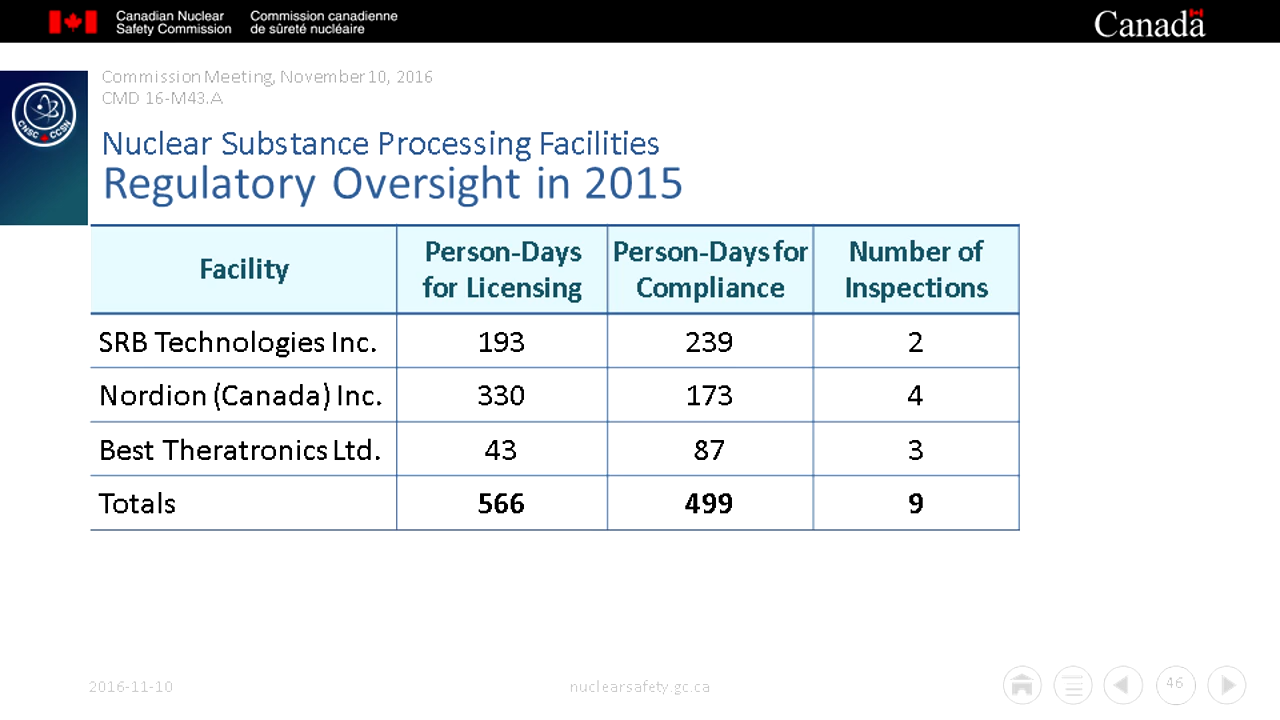 Canadian Nuclear Safety Commission
Commission canadienne de sûreté nucléaire
Canada
Commission Meeting, November 10, 2016
CMD 16-M43.A
CNSC CCSN
Nuclear Substance Processing Facilities
Regulatory Oversight in 2015
Facility Person-Days for Licensing Person-Days for Compliance Number of Inspections
SRB Technologies Inc. 193 239 2
Nordion (Canada) Inc. 330 173 4
Best Theratronics Ltd. 43 87 3
Totals 566 499 9
2016-11-10 nuclearsafety.gc.ca 46